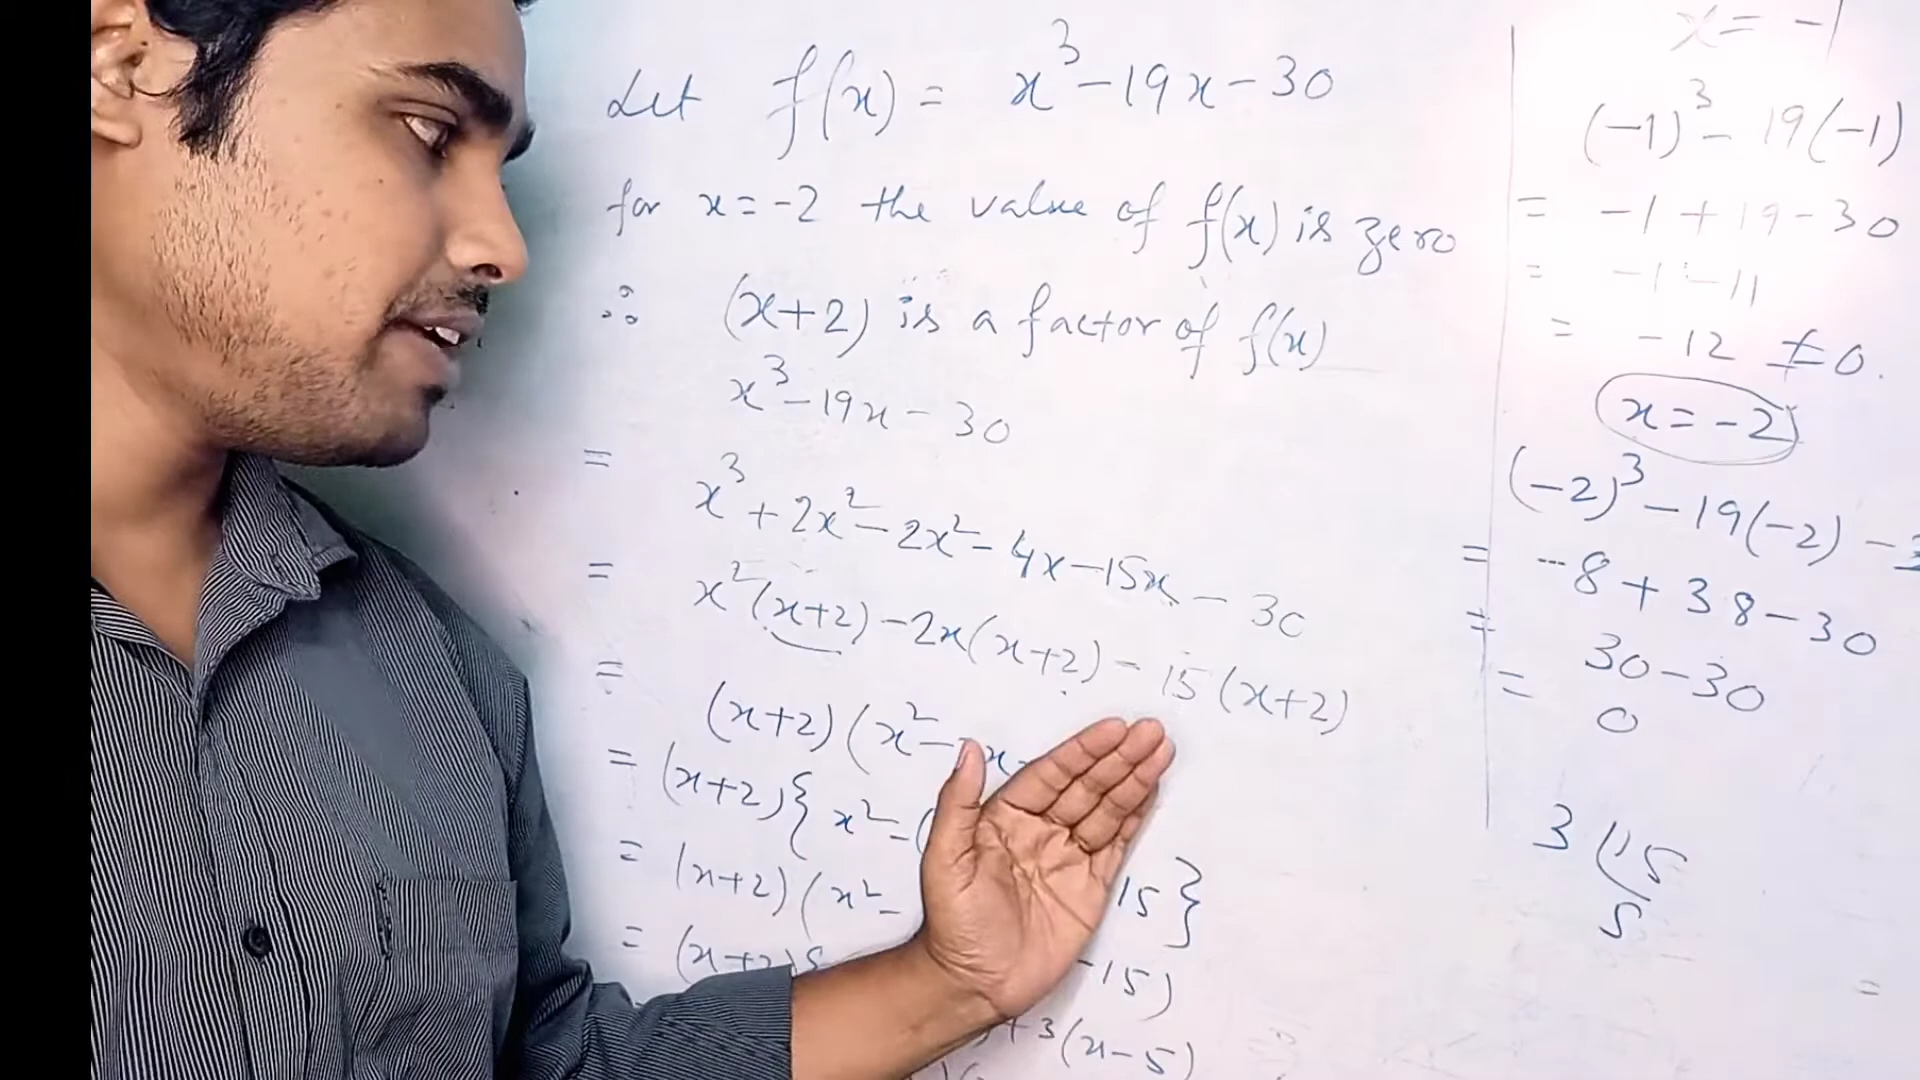 Let f(x) = x³-19x-30
for x=-2 the value of f(x) is zero
∴ (x+2) is a factor of f(x)
x³-19x-30
= x³+2x²-2x²-4x-15x-30
= x²(x+2)-2x(x+2)-15(x+2)
= (x+2)(x²-
= (x+2){x²-( 15}
= (x+2)(x²- -15)
= (x+2){ +3(x-5)
x=-1
(-1)³-19(-1)
= -1+19-30
= -1-11
= -12 ≠0.
x=-2
(-2)³-19(-2)-
= -8+38-30
= 30-30
= 0
3(15
5
=